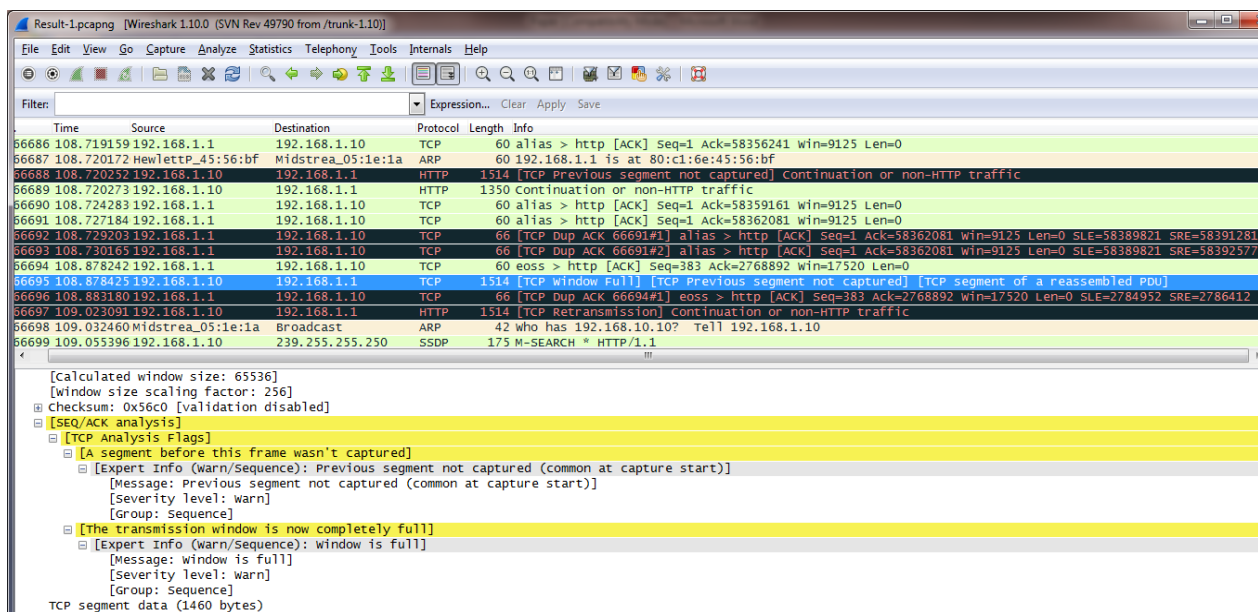 Result-1.pcapng [Wireshark 1.10.0 (SVN Rev 49790 from /trunk-1.10)]
File Edit View Go Capture Analyze Statistics Telephony Tools Internals Help
Filter: Expression... Clear Apply Save
. Time Source Destination Protocol Length Info
66686 108.719159 192.168.1.1 192.168.1.10 TCP 60 alias > http [ACK] Seq=1 Ack=58356241 Win=9125 Len=0
66687 108.720172 HewlettP_45:56:bf Midstrea_05:1e:1a ARP 60 192.168.1.1 is at 80:c1:6e:45:56:bf
66688 108.720252 192.168.1.10 192.168.1.1 HTTP 1514 [TCP Previous segment not captured] Continuation or non-HTTP traffic
66689 108.720273 192.168.1.10 192.168.1.1 HTTP 1350 Continuation or non-HTTP traffic
66690 108.724283 192.168.1.1 192.168.1.10 TCP 60 alias > http [ACK] Seq=1 Ack=58359161 Win=9125 Len=0
66691 108.727184 192.168.1.1 192.168.1.10 TCP 60 alias > http [ACK] Seq=1 Ack=58362081 Win=9125 Len=0
66692 108.729203 192.168.1.1 192.168.1.10 TCP 66 [TCP Dup ACK 66691#1] alias > http [ACK] Seq=1 Ack=58362081 Win=9125 Len=0 SLE=58389821 SRE=58391281
66693 108.730165 192.168.1.1 192.168.1.10 TCP 66 [TCP Dup ACK 66691#2] alias > http [ACK] Seq=1 Ack=58362081 Win=9125 Len=0 SLE=58389821 SRE=58392577
66694 108.878242 192.168.1.1 192.168.1.10 TCP 60 eoss > http [ACK] Seq=383 Ack=2768892 Win=17520 Len=0
66695 108.878425 192.168.1.10 192.168.1.1 TCP 1514 [TCP Window Full] [TCP Previous segment not captured] [TCP segment of a reassembled PDU]
66696 108.883180 192.168.1.1 192.168.1.10 TCP 66 [TCP Dup ACK 66694#1] eoss > http [ACK] Seq=383 Ack=2768892 Win=17520 Len=0 SLE=2784952 SRE=2786412
66697 109.023091 192.168.1.10 192.168.1.1 HTTP 1514 [TCP Retransmission] Continuation or non-HTTP traffic
66698 109.032460 Midstrea_05:1e:1a Broadcast ARP 42 Who has 192.168.10.10? Tell 192.168.1.10
66699 109.055396 192.168.1.10 239.255.255.250 SSDP 175 M-SEARCH * HTTP/1.1
[Calculated window size: 65536]
[Window size scaling factor: 256]
Checksum: 0x56c0 [validation disabled]
[SEQ/ACK analysis]
[TCP Analysis Flags]
[A segment before this frame wasn't captured]
[Expert Info (Warn/Sequence): Previous segment not captured (common at capture start)]
[Message: Previous segment not captured (common at capture start)]
[Severity level: Warn]
[Group: Sequence]
[The transmission window is now completely full]
[Expert Info (Warn/Sequence): Window is full]
[Message: Window is full]
[Severity level: Warn]
[Group: Sequence]
TCP segment data (1460 bytes)